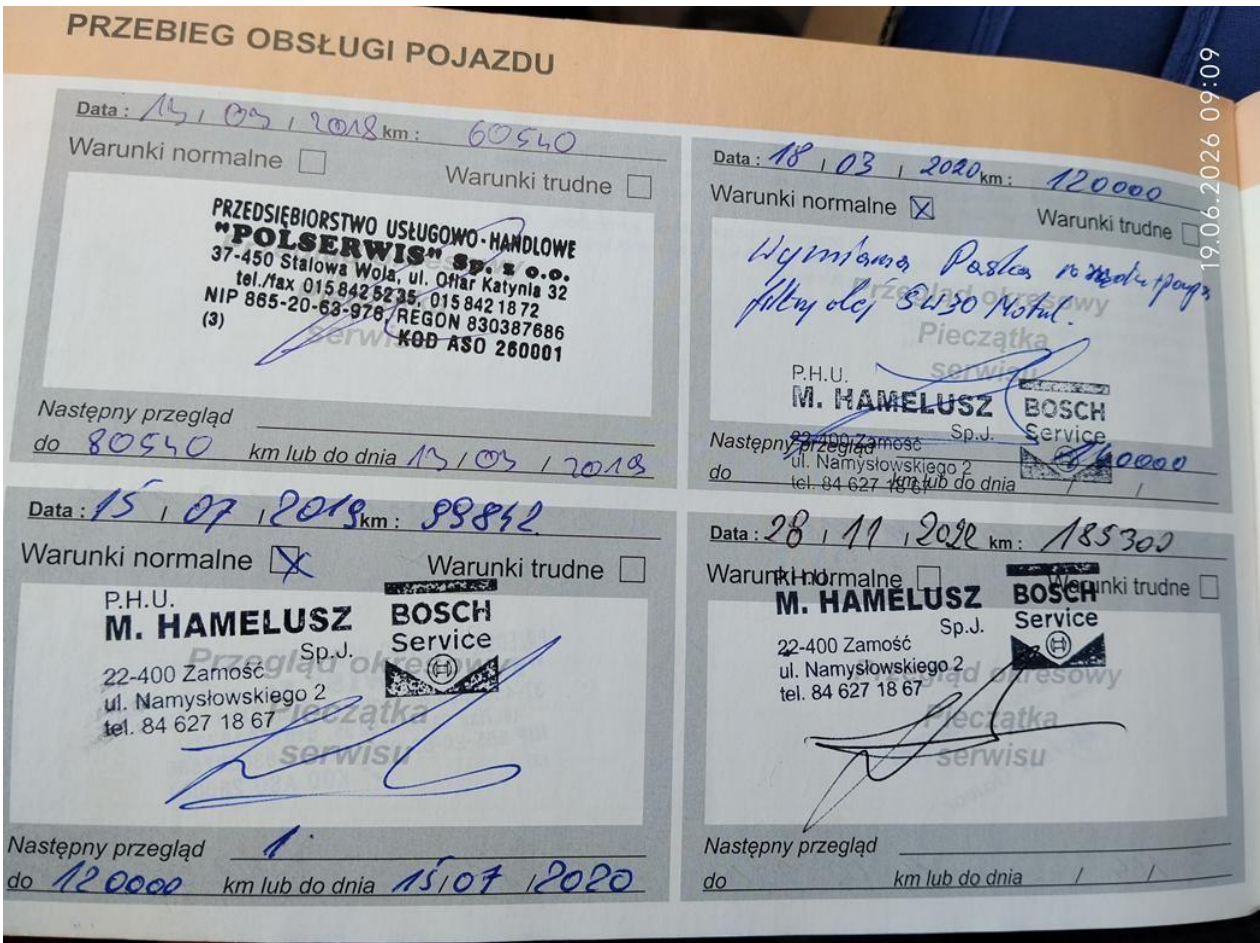 PRZEBIEG OBSŁUGI POJAZDU
19.06.2026 09:09
Data : 13 / 03 / 2018 km : 60540
Warunki normalne
Warunki trudne
PRZEDSIĘBIORSTWO USŁUGOWO-HANDLOWE
"POLSERWIS" Sp. z o.o.
37-450 Stalowa Wola, ul. Ofiar Katynia 32
tel./fax 015 842 52 35, 015 842 18 72
NIP 865-20-63-976, REGON 830387686
(3) KOD ASO 260001
serwisu
Następny przegląd
do 80540 km lub do dnia 13 / 03 / 2019
Data : 18 / 03 / 2020 km : 120000
Warunki normalne
Warunki trudne
Wymiana Paska
filtry olej 5W30 Motul.
Przegląd okresowy
Pieczątka
serwisu
P.H.U.
M. HAMELUSZ
Sp.J.
BOSCH
Service
22-400 Zamość
ul. Namysłowskiego 2
tel. 84 627 18 67
Następny przegląd 140000
do km lub do dnia / /
Data : 15 / 07 / 2019 km : 99842
Warunki normalne
Warunki trudne
P.H.U.
M. HAMELUSZ
Sp.J.
BOSCH
Service
22-400 Zamość
ul. Namysłowskiego 2
tel. 84 627 18 67
Przegląd okresowy
Pieczątka
serwisu
Następny przegląd 1.
do 120000 km lub do dnia 15 / 07 / 2020
Data : 28 / 11 / 2022 km : 185300
Warunki normalne
Warunki trudne
P.H.U.
M. HAMELUSZ
Sp.J.
BOSCH
Service
22-400 Zamość
ul. Namysłowskiego 2
tel. 84 627 18 67
Przegląd okresowy
Pieczątka
serwisu
Następny przegląd
do km lub do dnia / /